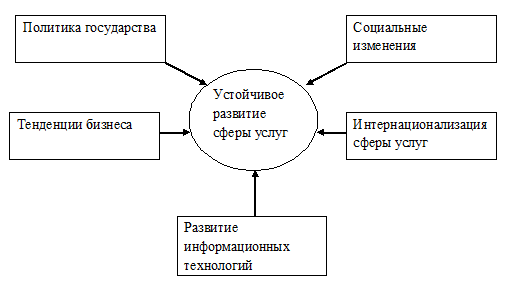 Политика государства
Социальные
изменения
Устойчивое
развитие
сферы услуг
Тенденции бизнеса
Интернационализация
сферы услуг
Развитие
информационных
технологий